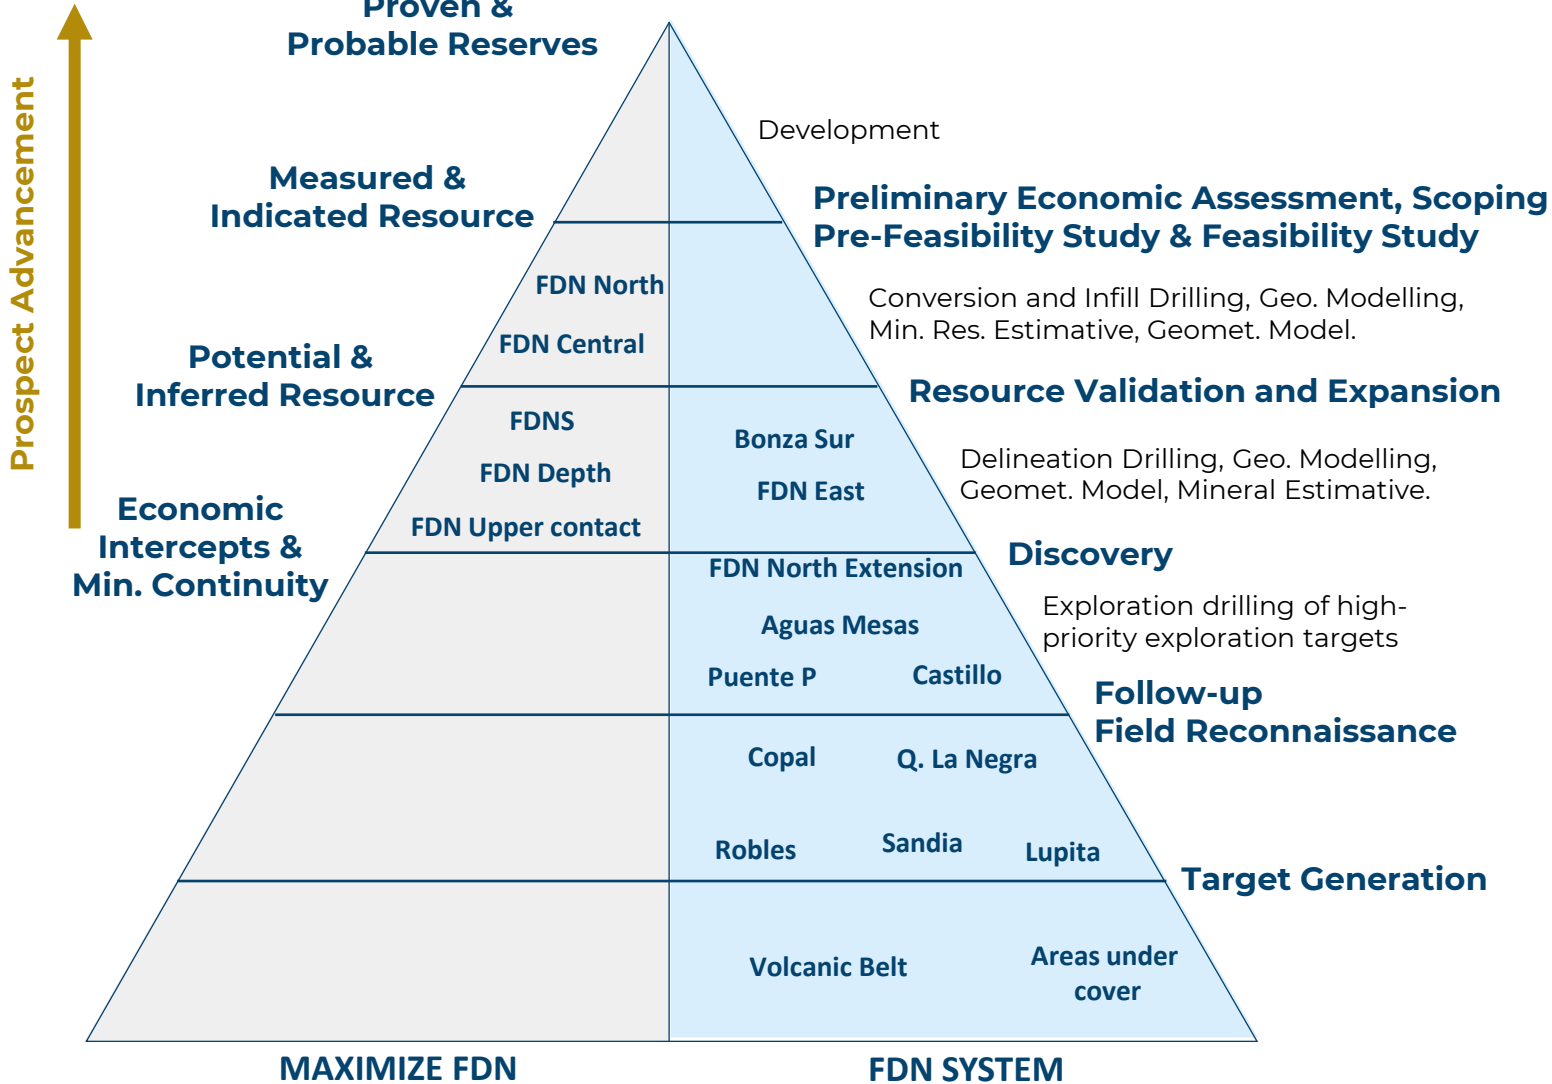 Proven &
Probable Reserves
Prospect Advancement
Development
Measured &
Indicated Resource
Preliminary Economic Assessment, Scoping
Pre-Feasibility Study & Feasibility Study
FDN North
FDN Central
Conversion and Infill Drilling, Geo. Modelling,
Min. Res. Estimative, Geomet. Model.
Potential &
Inferred Resource
Resource Validation and Expansion
FDNS
FDN Depth
FDN Upper contact
Bonza Sur
FDN East
Delineation Drilling, Geo. Modelling,
Geomet. Model, Mineral Estimative.
Economic
Intercepts &
Min. Continuity
Discovery
FDN North Extension
Aguas Mesas
Puente P
Castillo
Exploration drilling of high-
priority exploration targets
Follow-up
Field Reconnaissance
Copal
Q. La Negra
Robles
Sandia
Lupita
Target Generation
Volcanic Belt
Areas under
cover
MAXIMIZE FDN
FDN SYSTEM